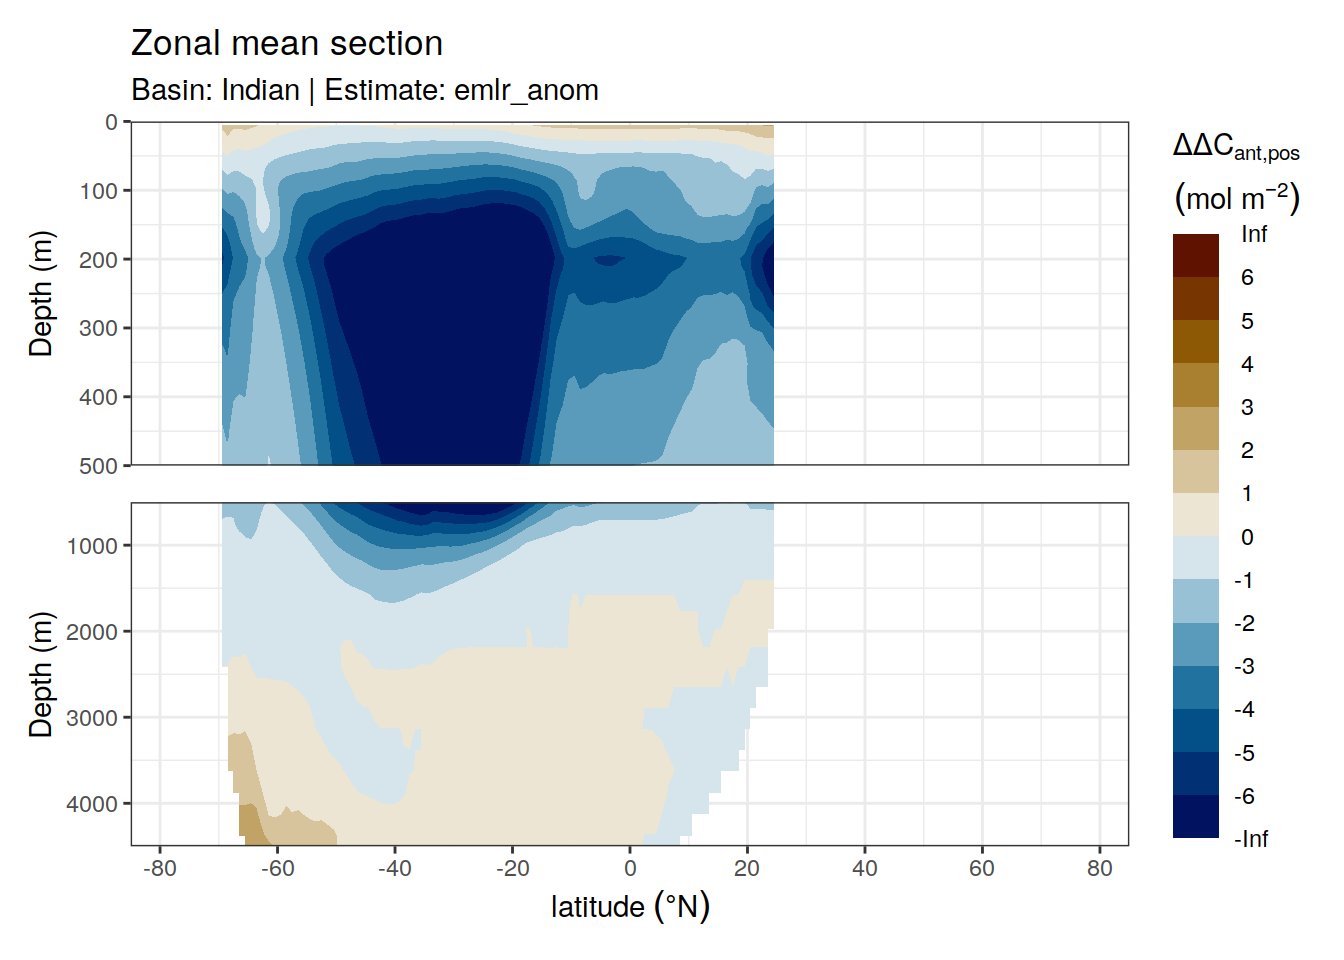 Zonal mean section
Basin: Indian | Estimate: emlr_anom
0
100
200
300
400
500
Depth (m)
1000
2000
3000
4000
Depth (m)
-80 -60 -40 -20 0 20 40 60 80
latitude (°N)
ΔΔC_ant,pos
(mol m⁻²)
Inf
6
5
4
3
2
1
0
-1
-2
-3
-4
-5
-6
-Inf